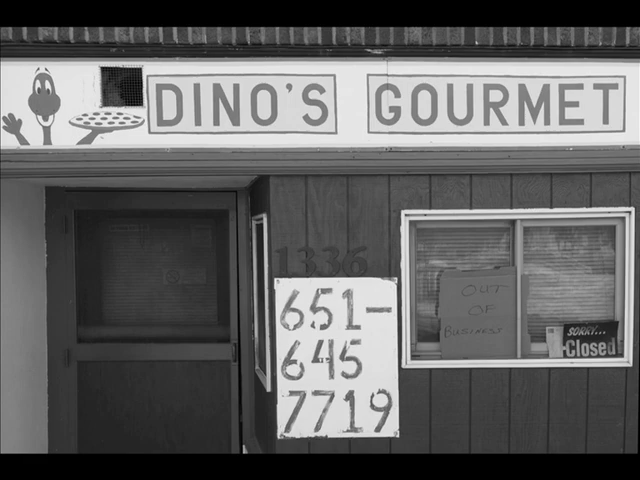 DINO'S GOURMET
1336
651-
645
7719
OUT
OF
BUSINESS
SORRY...
Closed